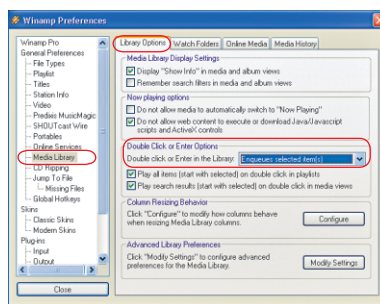 Winamp Preferences
Winamp Pro
General Preferences
File Types
Playlist
Titles
Station Info
Video
Predixis MusicMagic
SHOUTcast Wire
Portables
Online Services
Media Library
CD Ripping
Jump To File
Missing Files
Global Hotkeys
Skins
Classic Skins
Modern Skins
Plug-ins
Input
Output
Close
Library Options Watch Folders Online Media Media History
Media Library Display Settings
Display "Show Info" in media and album views
Remember search filters in media and album views
Now playing options
Do not allow media to automatically switch to "Now Playing"
Do not allow web content to execute or download Java/Javascript
scripts and ActiveX controls
Double Click or Enter Options
Double click or Enter in the Library: Enqueues selected item(s)
Play all items (start with selected) on double click in playlists
Play search results (start with selected) on double click in media views
Column Resizing Behavior
Click "Configure" to modify how columns behave
when resizing Media Library columns.
Configure
Advanced Library Preferences
Click "Modify Settings" to configure advanced
preferences for the Media Library.
Modify Settings